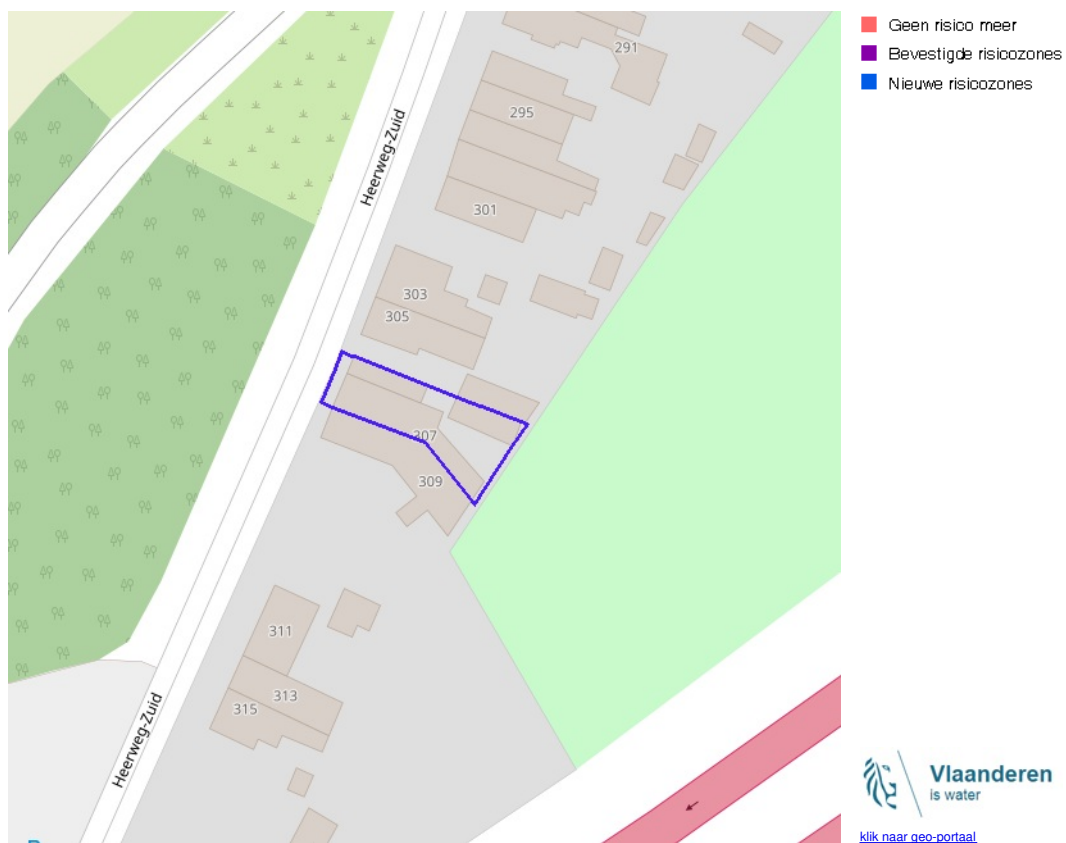 Geen risico meer
Bevestigde risicozones
Nieuwe risicozones
291
295
Heerweg-Zuid
301
303
305
307
309
311
313
315
Heerweg-Zuid
Vlaanderen
is water
klik naar geo-portaal